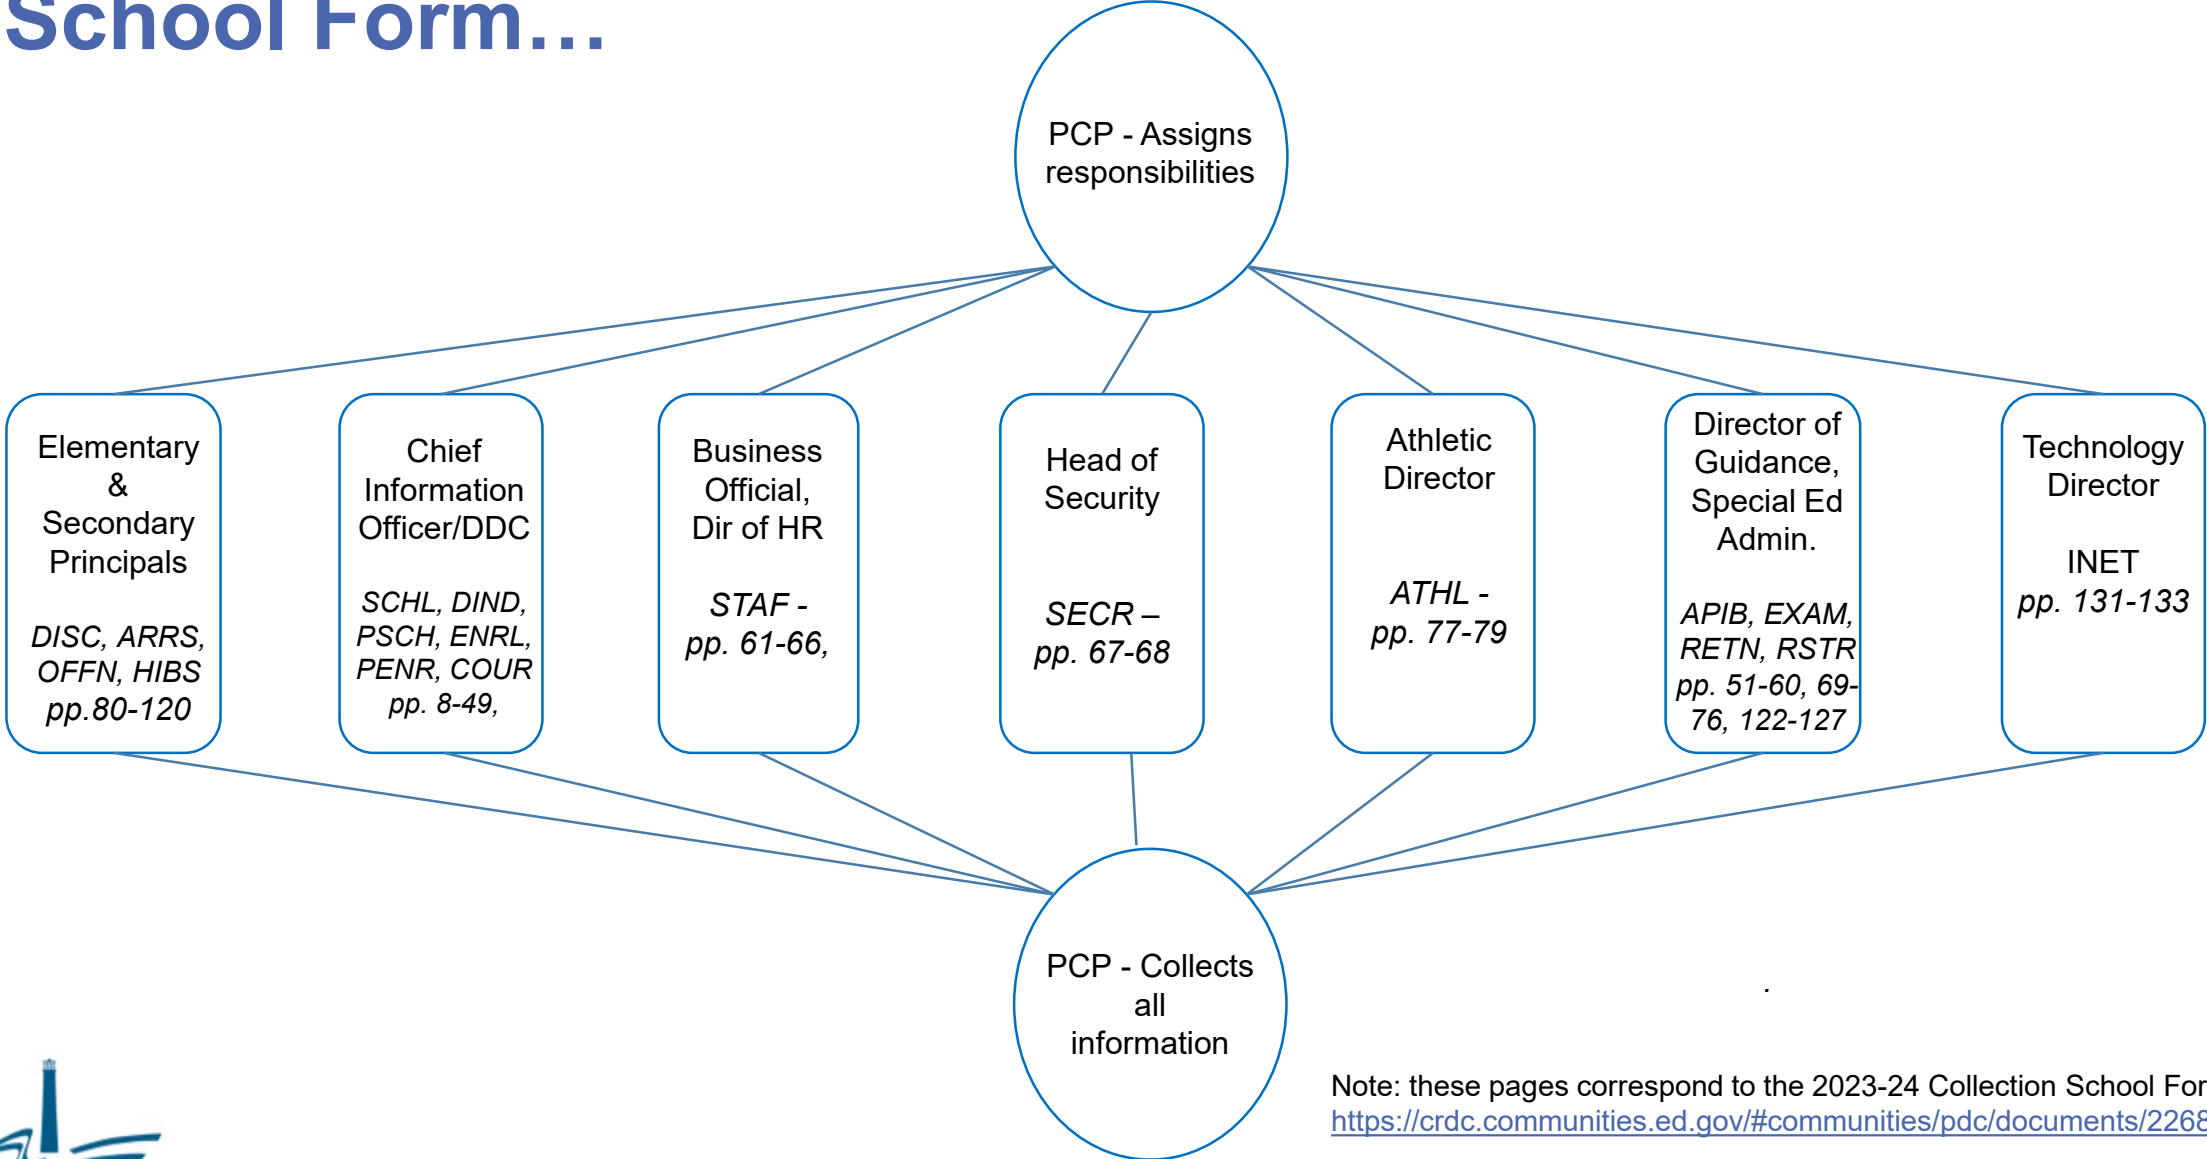 School Form…
PCP - Assigns
responsibilities
Elementary
&
Secondary
Principals
DISC, ARRS,
OFFN, HIBS
pp.80-120
Chief
Information
Officer/DDC
SCHL, DIND,
PSCH, ENRL,
PENR, COUR
pp. 8-49,
Business
Official,
Dir of HR
STAF -
pp. 61-66,
Head of
Security
SECR –
pp. 67-68
Athletic
Director
ATHL -
pp. 77-79
Director of
Guidance,
Special Ed
Admin.
APIB, EXAM,
RETN, RSTR
pp. 51-60, 69-
76, 122-127
Technology
Director
INET
pp. 131-133
PCP - Collects
all
information
.
Note: these pages correspond to the 2023-24 Collection School For
https://crdc.communities.ed.gov/#communities/pdc/documents/2268